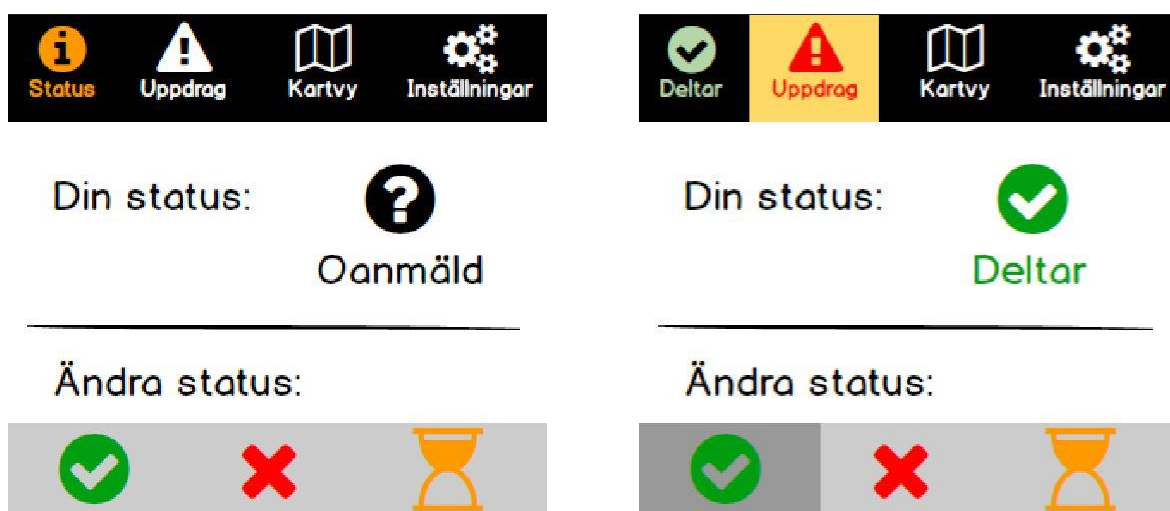 Status Uppdrag Kartvy Inställningar
Din status:
Oanmäld
Ändra status:
Deltar Uppdrag Kartvy Inställningar
Din status:
Deltar
Ändra status: